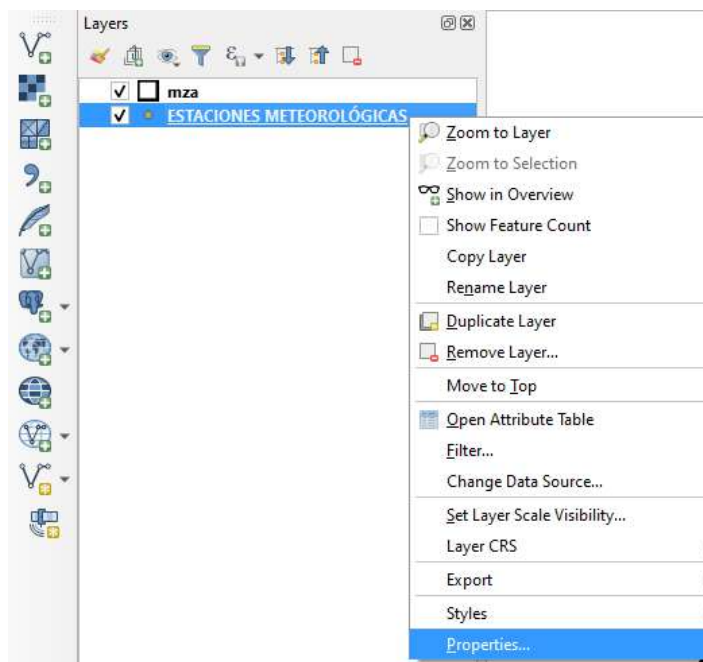 Layers
mza
ESTACIONES METEOROLÓGICAS
Zoom to Layer
Zoom to Selection
Show in Overview
Show Feature Count
Copy Layer
Rename Layer
Duplicate Layer
Remove Layer...
Move to Top
Open Attribute Table
Filter...
Change Data Source...
Set Layer Scale Visibility...
Layer CRS
Export
Styles
Properties...